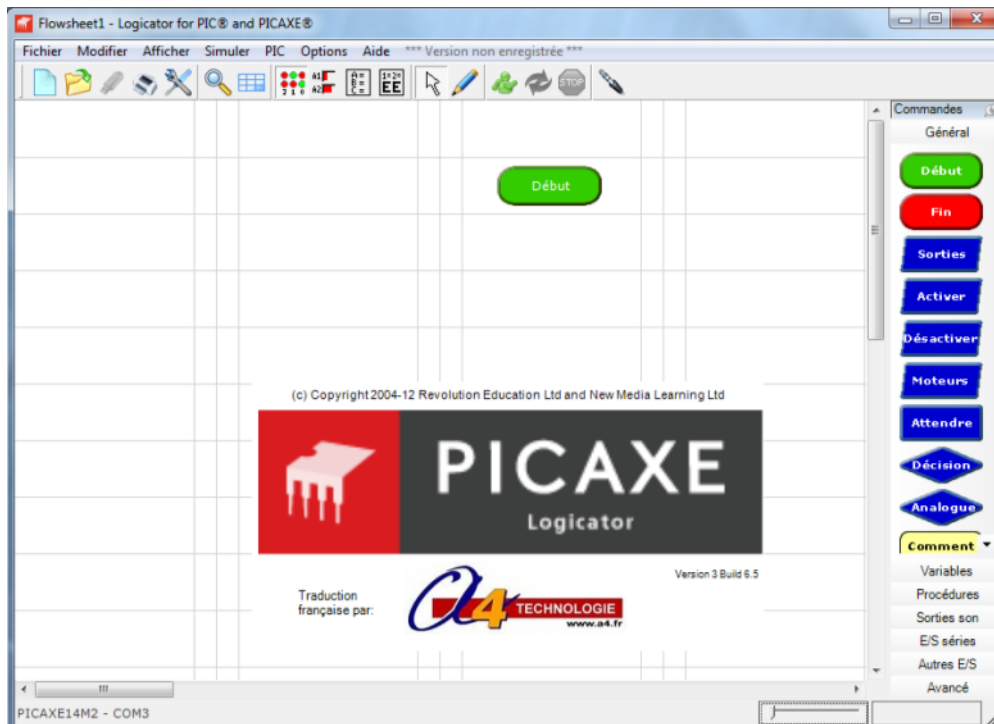 Flowsheet1 - Logicator for PIC® and PICAXE®
Fichier Modifier Afficher Simuler PIC Options Aide *** Version non enregistrée ***
Commandes
Général
Début
Début
Fin
Sorties
Activer
Désactiver
Moteurs
Attendre
Décision
Analogue
Comment
Variables
Procédures
Sorties son
E/S séries
Autres E/S
Avancé
(c) Copyright 2004-12 Revolution Education Ltd and New Media Learning Ltd
PICAXE
Logicator
Version 3 Build 6.5
Traduction
française par:
a4 TECHNOLOGIE
www.a4.fr
PICAXE14M2 - COM3